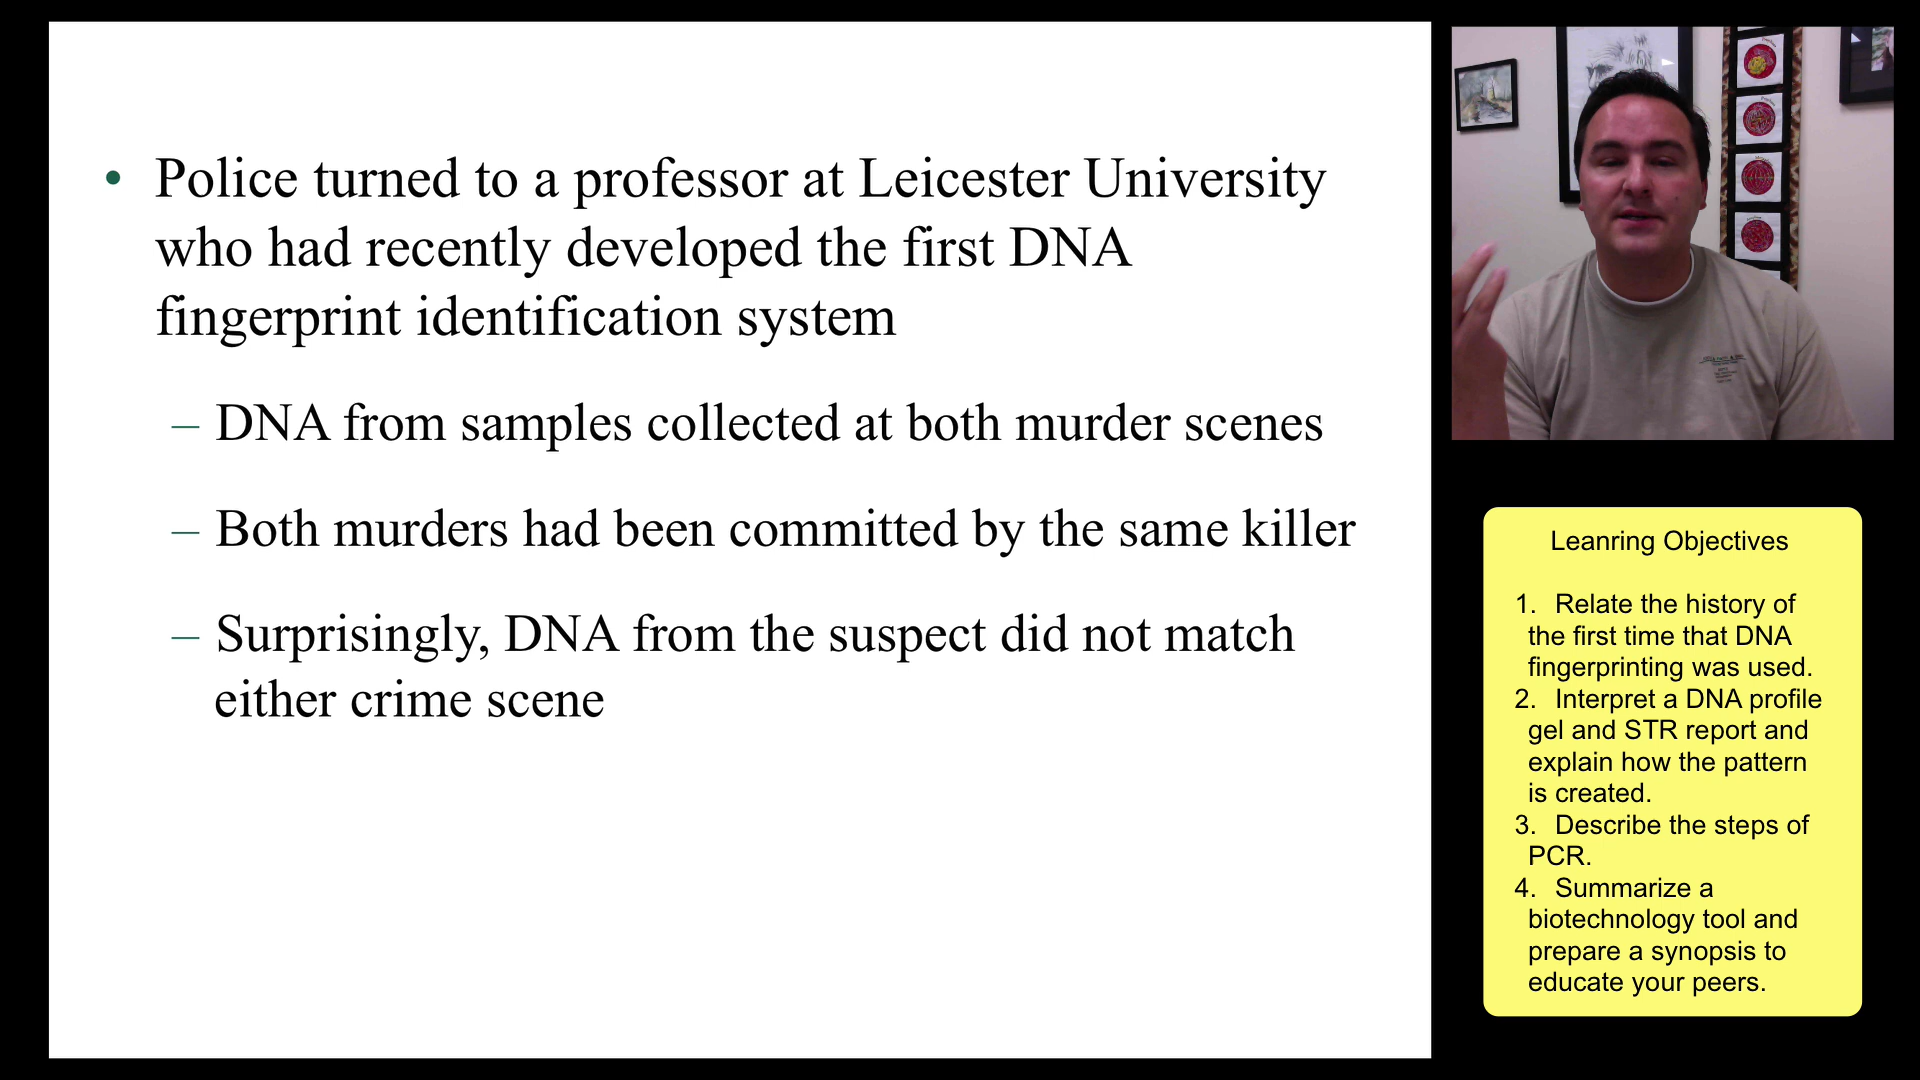 • Police turned to a professor at Leicester University
who had recently developed the first DNA
fingerprint identification system
– DNA from samples collected at both murder scenes
– Both murders had been committed by the same killer
– Surprisingly, DNA from the suspect did not match
either crime scene
Leanring Objectives
1. Relate the history of
the first time that DNA
fingerprinting was used.
2. Interpret a DNA profile
gel and STR report and
explain how the pattern
is created.
3. Describe the steps of
PCR.
4. Summarize a
biotechnology tool and
prepare a synopsis to
educate your peers.